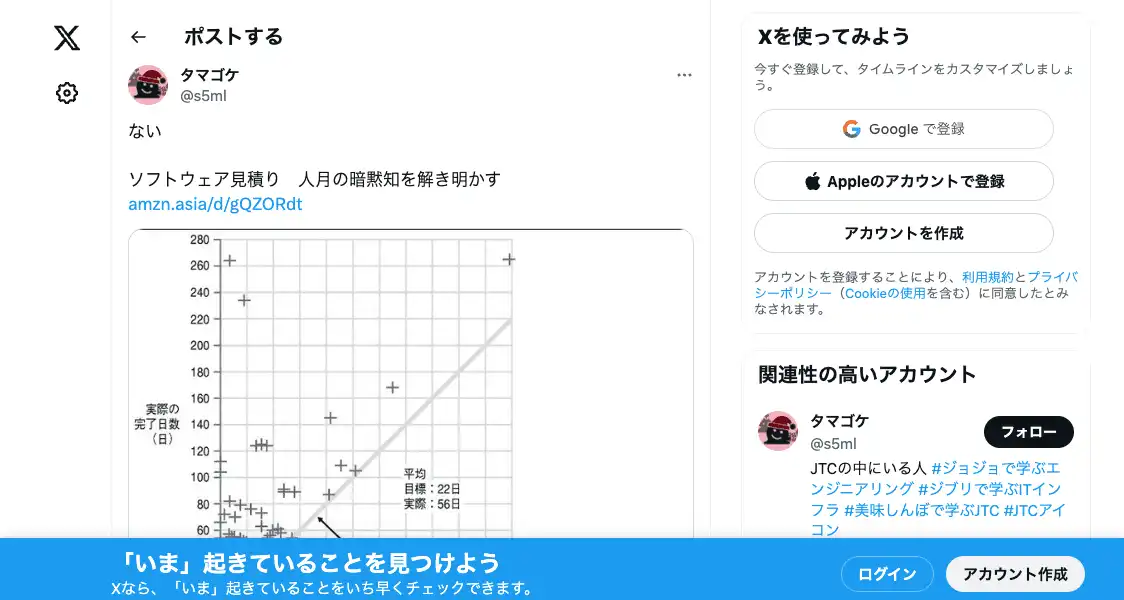 ポストする
タマゴケ
@s5ml
ない
ソフトウェア見積り　人月の暗黙知を解き明かす
amzn.asia/d/gQZORdt
280
260
240
220
200
180
160
140
120
100
80
60
実際の
完了日数
（日）
平均
目標：22日
実際：56日
Xを使ってみよう
今すぐ登録して、タイムラインをカスタマイズしましょ
う。
Google で登録
Appleのアカウントで登録
アカウントを作成
アカウントを登録することにより、利用規約とプライバ
シーポリシー（Cookieの使用を含む）に同意したとみ
なされます。
関連性の高いアカウント
タマゴケ
@s5ml
フォロー
JTCの中にいる人 #ジョジョで学ぶエ
ンジニアリング #ジブリで学ぶITイン
フラ #美味しんぼで学ぶJTC #JTCアイ
コン
「いま」起きていることを見つけよう
Xなら、「いま」起きていることをいち早くチェックできます。
ログイン
アカウント作成